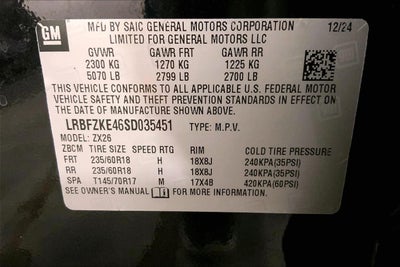 GM
MFD BY SAIC GENERAL MOTORS CORPORATION 12/24
LIMITED FOR GENERAL MOTORS LLC
GVWR GAWR FRT GAWR RR
2300 KG 1270 KG 1225 KG
5070 LB 2799 LB 2700 LB
THIS VEHICLE CONFORMS TO ALL APPLICABLE U.S. FEDERAL MOTOR
VEHICLE SAFETY AND THEFT PREVENTION STANDARDS IN EFFECT ON
THE DATE OF MANUFACTURE SHOWN ABOVE.
LRBFZKE46SD035451 TYPE: M.P.V.
MODEL: ZX26
ZBCM TIRE SIZE SPEED RTG RIM COLD TIRE PRESSURE
FRT 235/60R18 H 18X8J 240KPA(35PSI)
RR 235/60R18 H 18X8J 240KPA(35PSI)
SPA T145/70R17 M 17X4B 420KPA(60PSI)
SEE OWNER'S MANUAL FOR MORE INFORMATION.